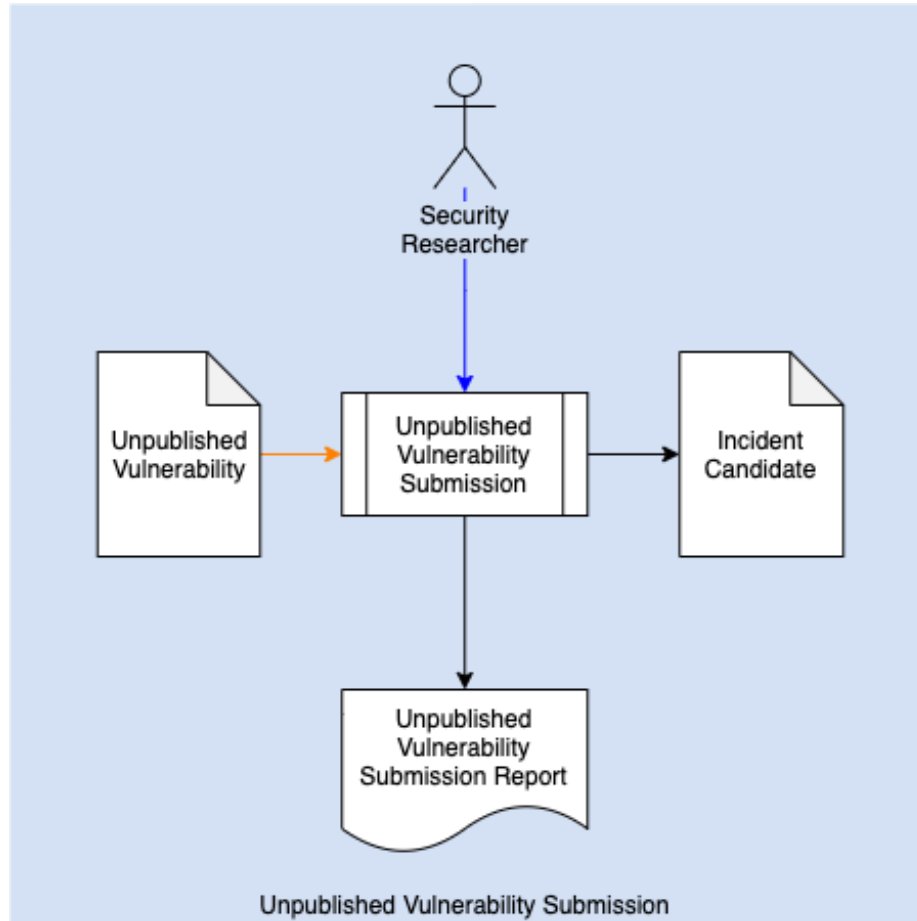 Security
Researcher
Unpublished
Vulnerability
Unpublished
Vulnerability
Submission
Incident
Candidate
Unpublished
Vulnerability
Submission Report
Unpublished Vulnerability Submission